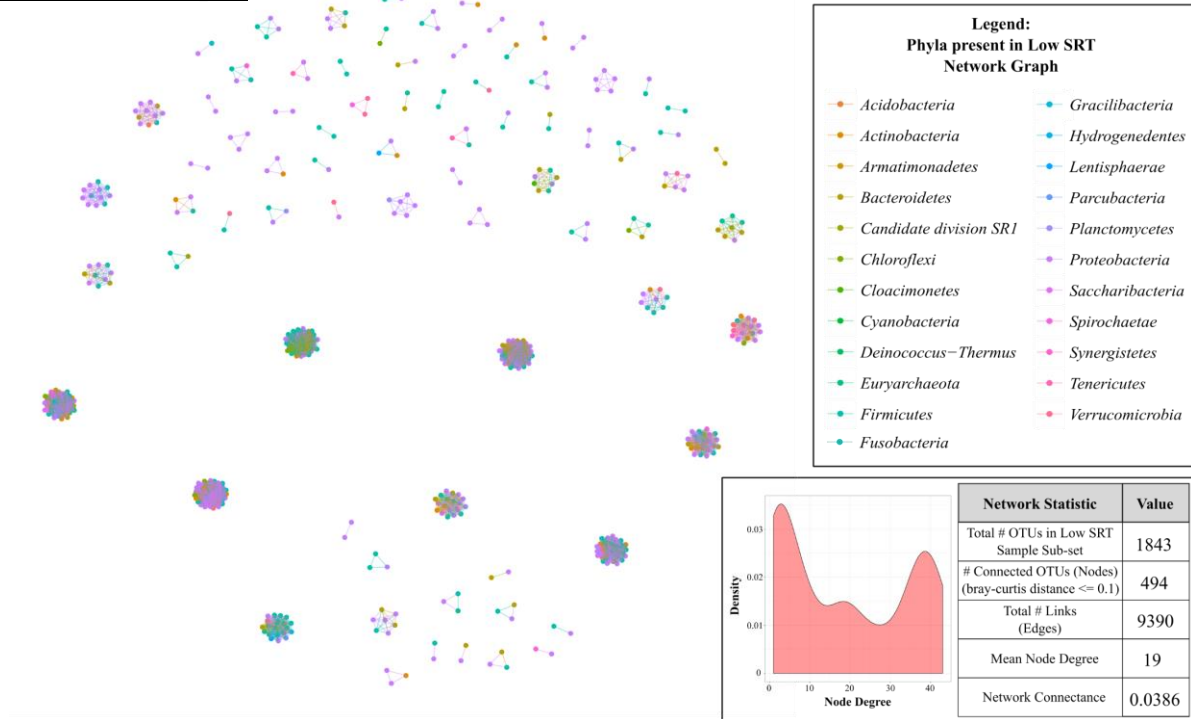 Legend:
Phyla present in Low SRT
Network Graph
Acidobacteria
Actinobacteria
Armatimonadetes
Bacteroidetes
Candidate division SR1
Chloroflexi
Cloacimonetes
Cyanobacteria
Deinococcus−Thermus
Euryarchaeota
Firmicutes
Fusobacteria
Gracilibacteria
Hydrogenedentes
Lentisphaerae
Parcubacteria
Planctomycetes
Proteobacteria
Saccharibacteria
Spirochaetae
Synergistetes
Tenericutes
Verrucomicrobia
0.03
0.02
0.01
0
Density
0 10 20 30 40
Node Degree
Network Statistic Value
Total # OTUs in Low SRT
Sample Sub-set
1843
# Connected OTUs (Nodes)
(bray-curtis distance <= 0.1)
494
Total # Links
(Edges)
9390
Mean Node Degree 19
Network Connectance 0.0386